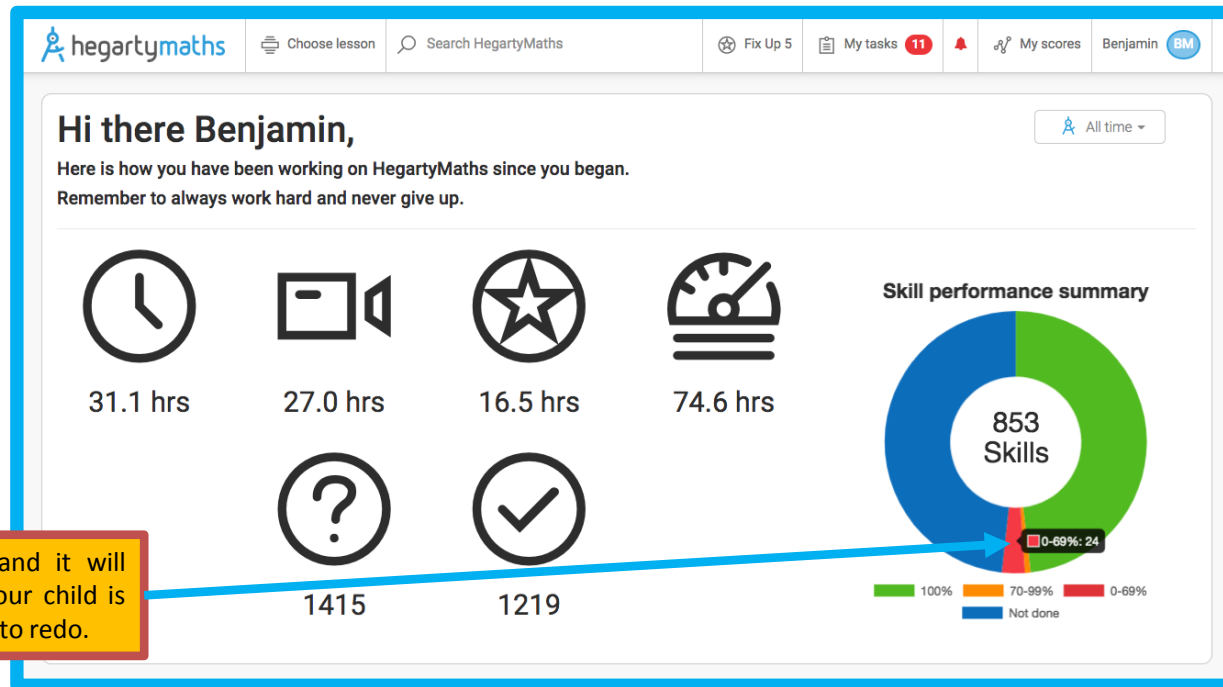 hegartymaths
Choose lesson
Search HegartyMaths
Fix Up 5
My tasks 11
My scores
Benjamin BM
Hi there Benjamin,
All time
Here is how you have been working on HegartyMaths since you began.
Remember to always work hard and never give up.
31.1 hrs
27.0 hrs
16.5 hrs
74.6 hrs
?
1415
1219
Skill performance summary
853
Skills
0-69%: 24
100%
70-99%
0-69%
Not done
and it will
our child is
to redo.